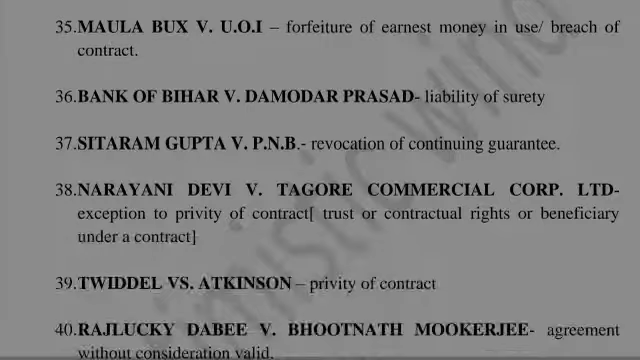 35.MAULA BUX V. U.O.I – forfeiture of earnest money in use/ breach of
contract.
36.BANK OF BIHAR V. DAMODAR PRASAD- liability of surety
37.SITARAM GUPTA V. P.N.B.- revocation of continuing guarantee.
38.NARAYANI DEVI V. TAGORE COMMERCIAL CORP. LTD-
exception to privity of contract[ trust or contractual rights or beneficiary
under a contract]
39.TWIDDEL VS. ATKINSON – privity of contract
40.RAJLUCKY DABEE V. BHOOTNATH MOOKERJEE- agreement
without consideration valid.